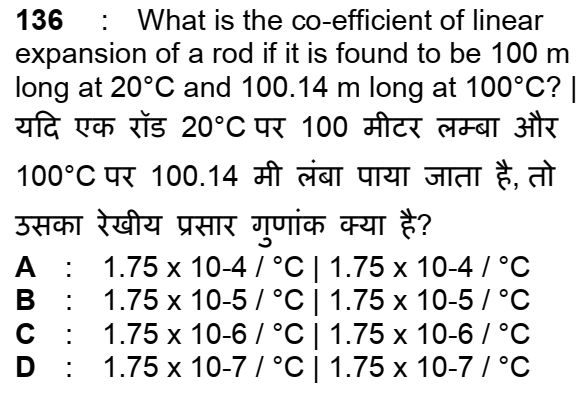 136 : What is the co-efficient of linear
expansion of a rod if it is found to be 100 m
long at 20°C and 100.14 m long at 100°C? |
यदि एक रॉड 20°C पर 100 मीटर लम्बा और
100°C पर 100.14 मी लंबा पाया जाता है, तो
उसका रेखीय प्रसार गुणांक क्या है?
A : 1.75 x 10-4 / °C | 1.75 x 10-4 / °C
B : 1.75 x 10-5 / °C | 1.75 x 10-5 / °C
C : 1.75 x 10-6 / °C | 1.75 x 10-6 / °C
D : 1.75 x 10-7 / °C | 1.75 x 10-7 / °C